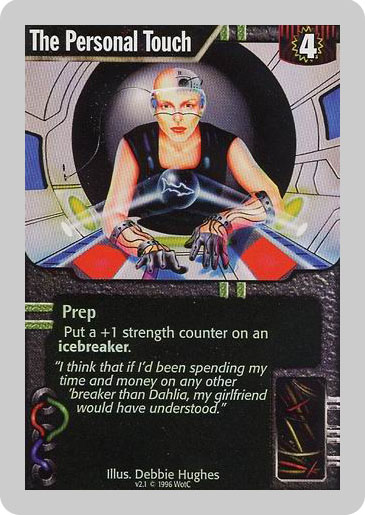 The Personal Touch
4
Prep
Put a +1 strength counter on an
icebreaker.
"I think that if I'd been spending my
time and money on any other
'breaker than Dahlia, my girlfriend
would have understood."
Illus. Debbie Hughes
v2.1 © 1996 WotC